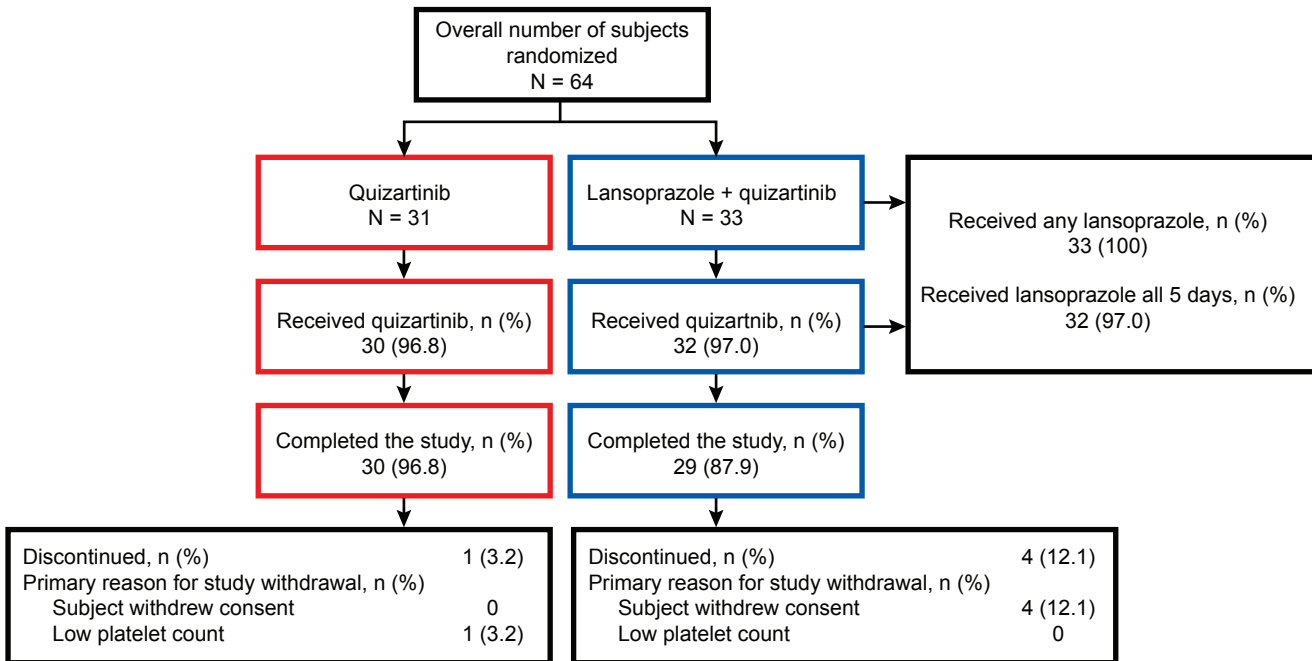 Overall number of subjects
randomized
N = 64
Quizartinib
N = 31
Lansoprazole + quizartinib
N = 33
Received any lansoprazole, n (%)
33 (100)
Received lansoprazole all 5 days, n (%)
32 (97.0)
Received quizartinib, n (%)
30 (96.8)
Received quizartnib, n (%)
32 (97.0)
Completed the study, n (%)
30 (96.8)
Completed the study, n (%)
29 (87.9)
Discontinued, n (%) 1 (3.2)
Primary reason for study withdrawal, n (%)
Subject withdrew consent 0
Low platelet count 1 (3.2)
Discontinued, n (%) 4 (12.1)
Primary reason for study withdrawal, n (%)
Subject withdrew consent 4 (12.1)
Low platelet count 0